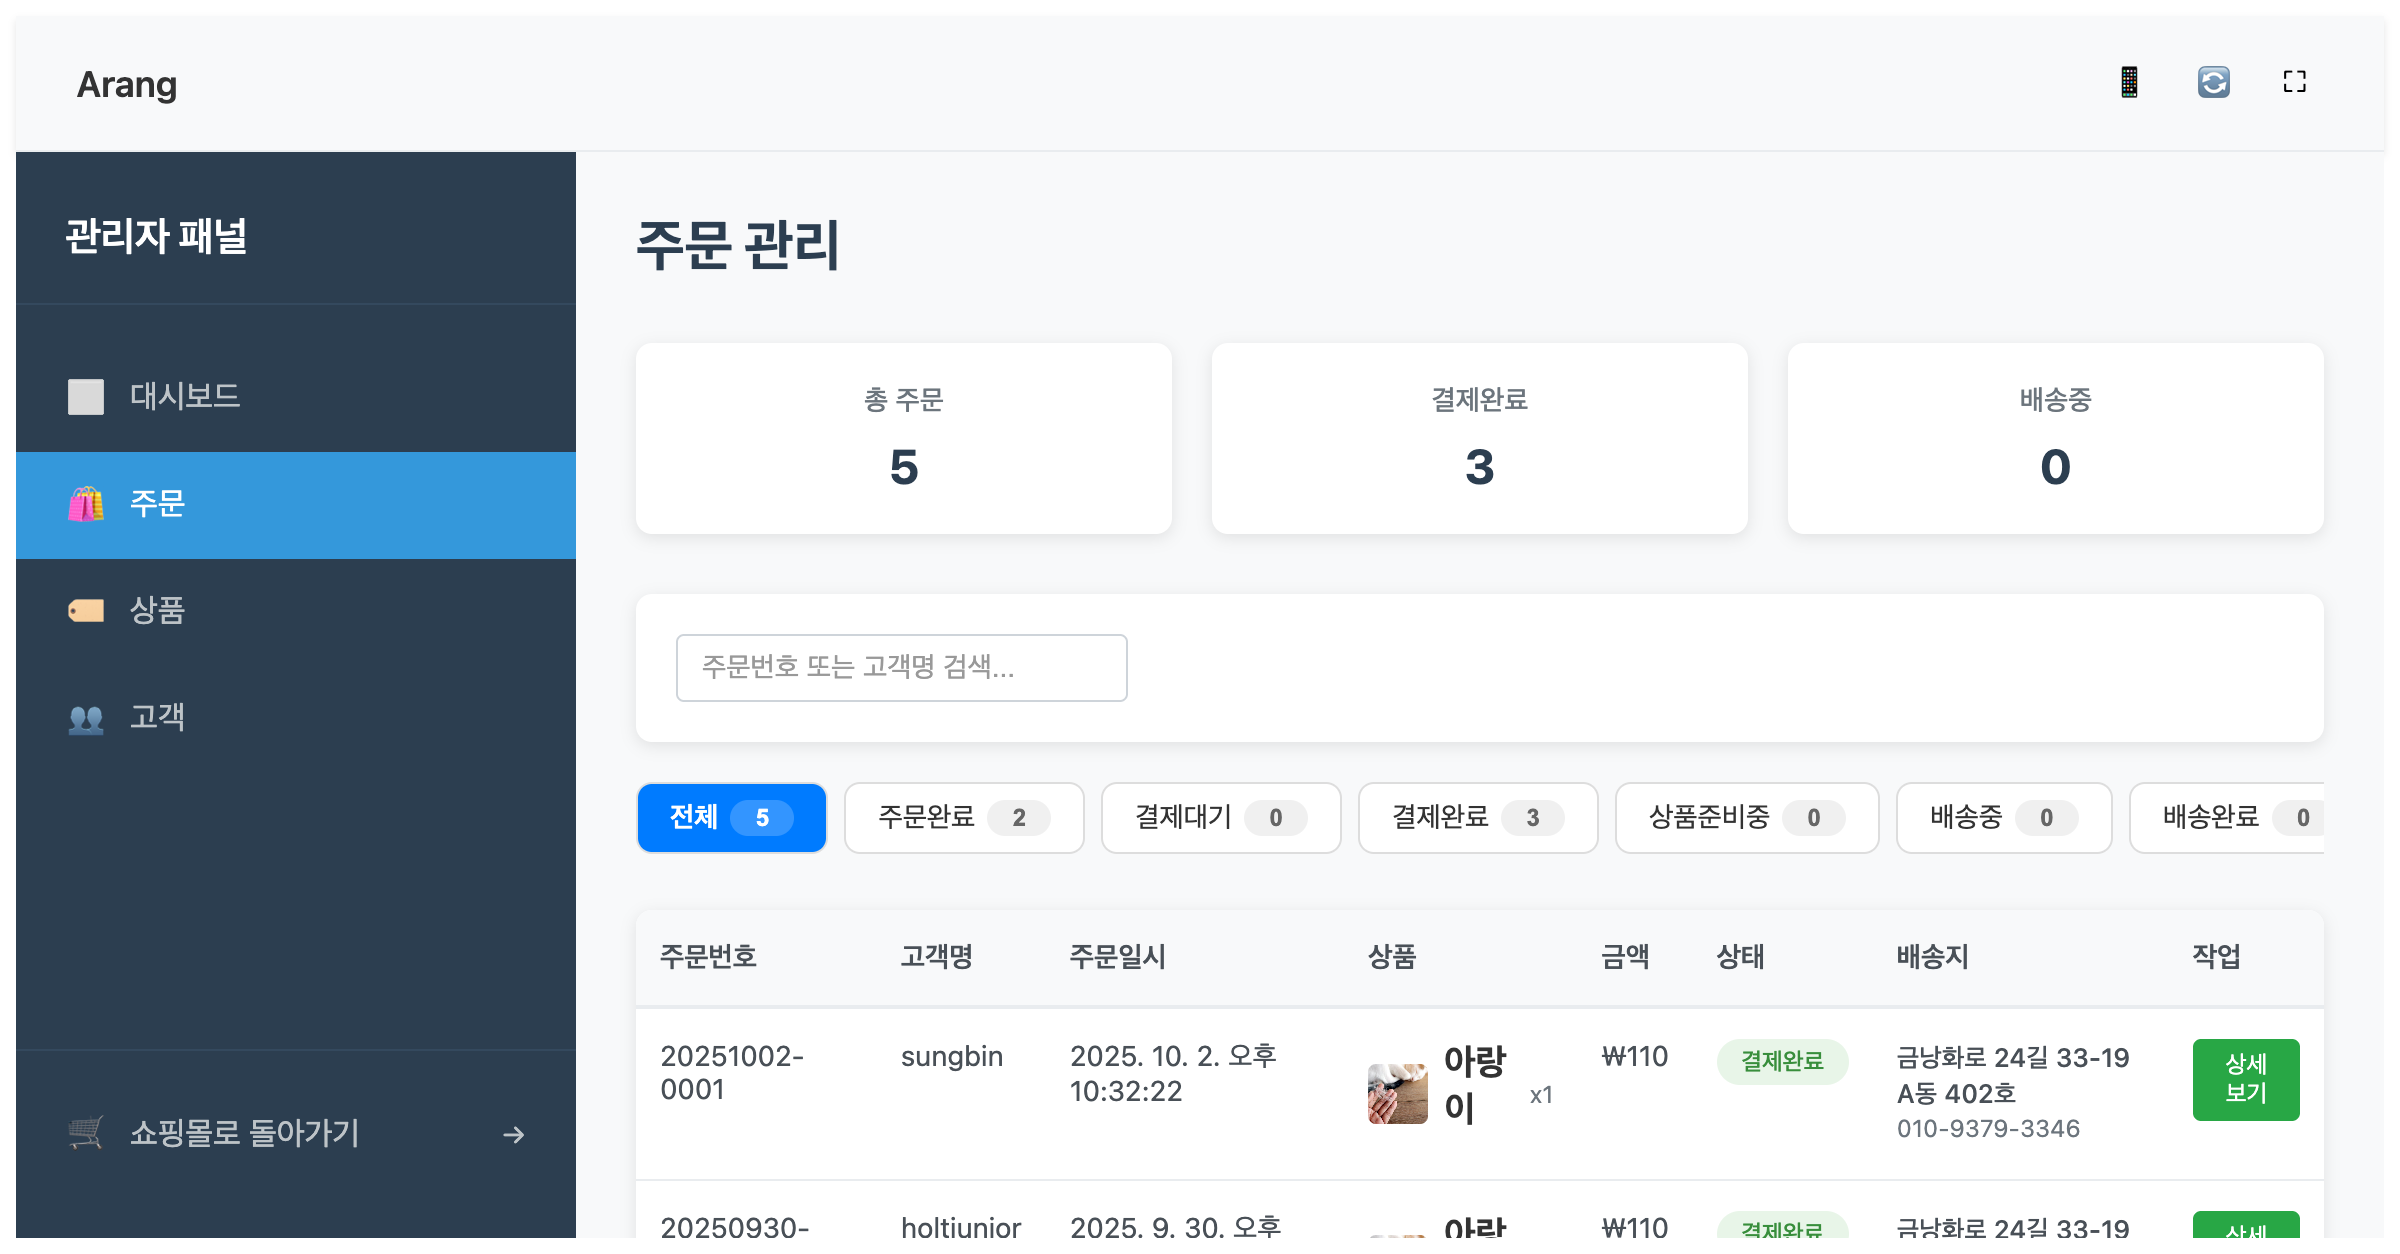 Arang
관리자 패널
대시보드
주문
상품
고객
쇼핑몰로 돌아가기 →
주문 관리
총 주문
5
결제완료
3
배송중
0
주문번호 또는 고객명 검색...
전체 5 주문완료 2 결제대기 0 결제완료 3 상품준비중 0 배송중 0 배송완료 0
주문번호 고객명 주문일시 상품 금액 상태 배송지 작업
20251002-
0001
sungbin
2025. 10. 2. 오후
10:32:22
아랑
이
x1
₩110
결제완료
금낭화로 24길 33-19
A동 402호
010-9379-3346
상세
보기
20250930-
holtjunior
2025. 9. 30. 오후
아랑
₩110
결제완료
금낭화로 24길 33-19
상세